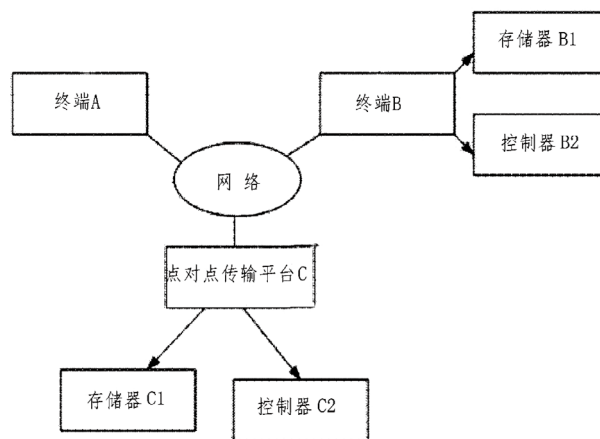 存储器 B1
终端A
终端B
控制器 B2
网 络
点对点传输平台 C
存储器 C1
控制器 C2